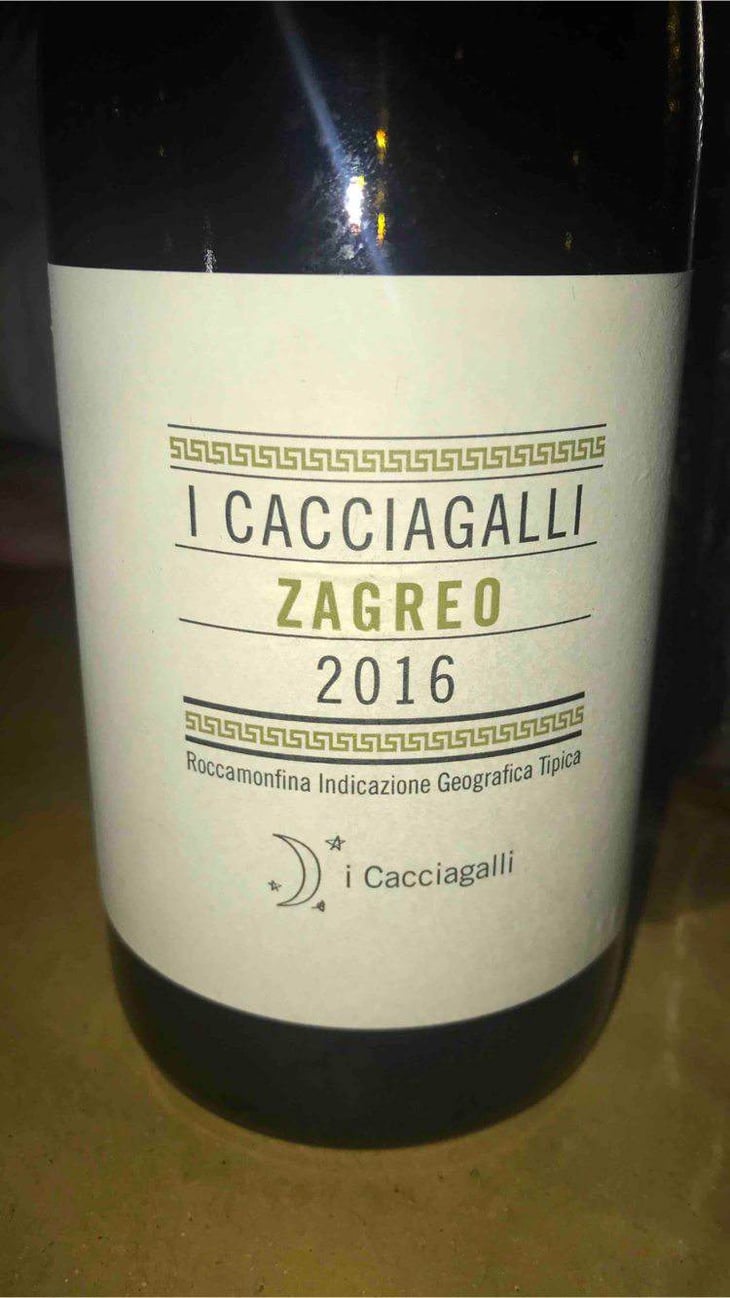 I CACCIAGALLI
ZAGREO
2016
Roccamonfina Indicazione Geografica Tipica
i Cacciagalli